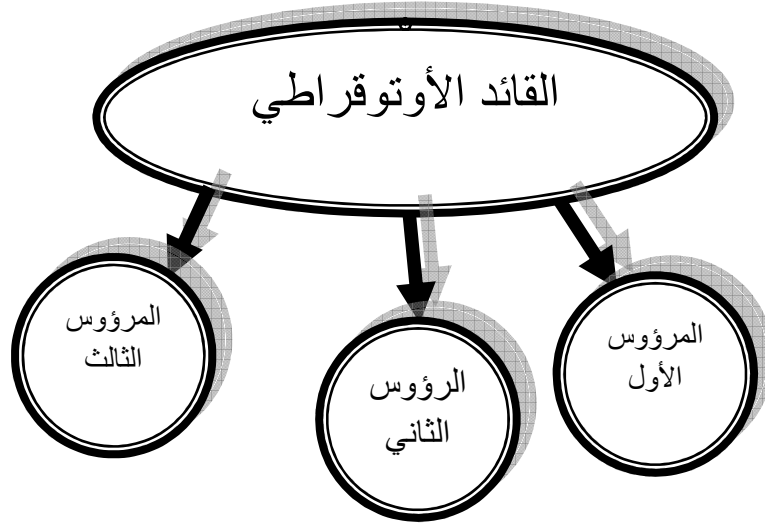 القائد الأوتوقراطي
المرؤوس
الأول
الرؤوس
الثاني
المرؤوس
الثالث